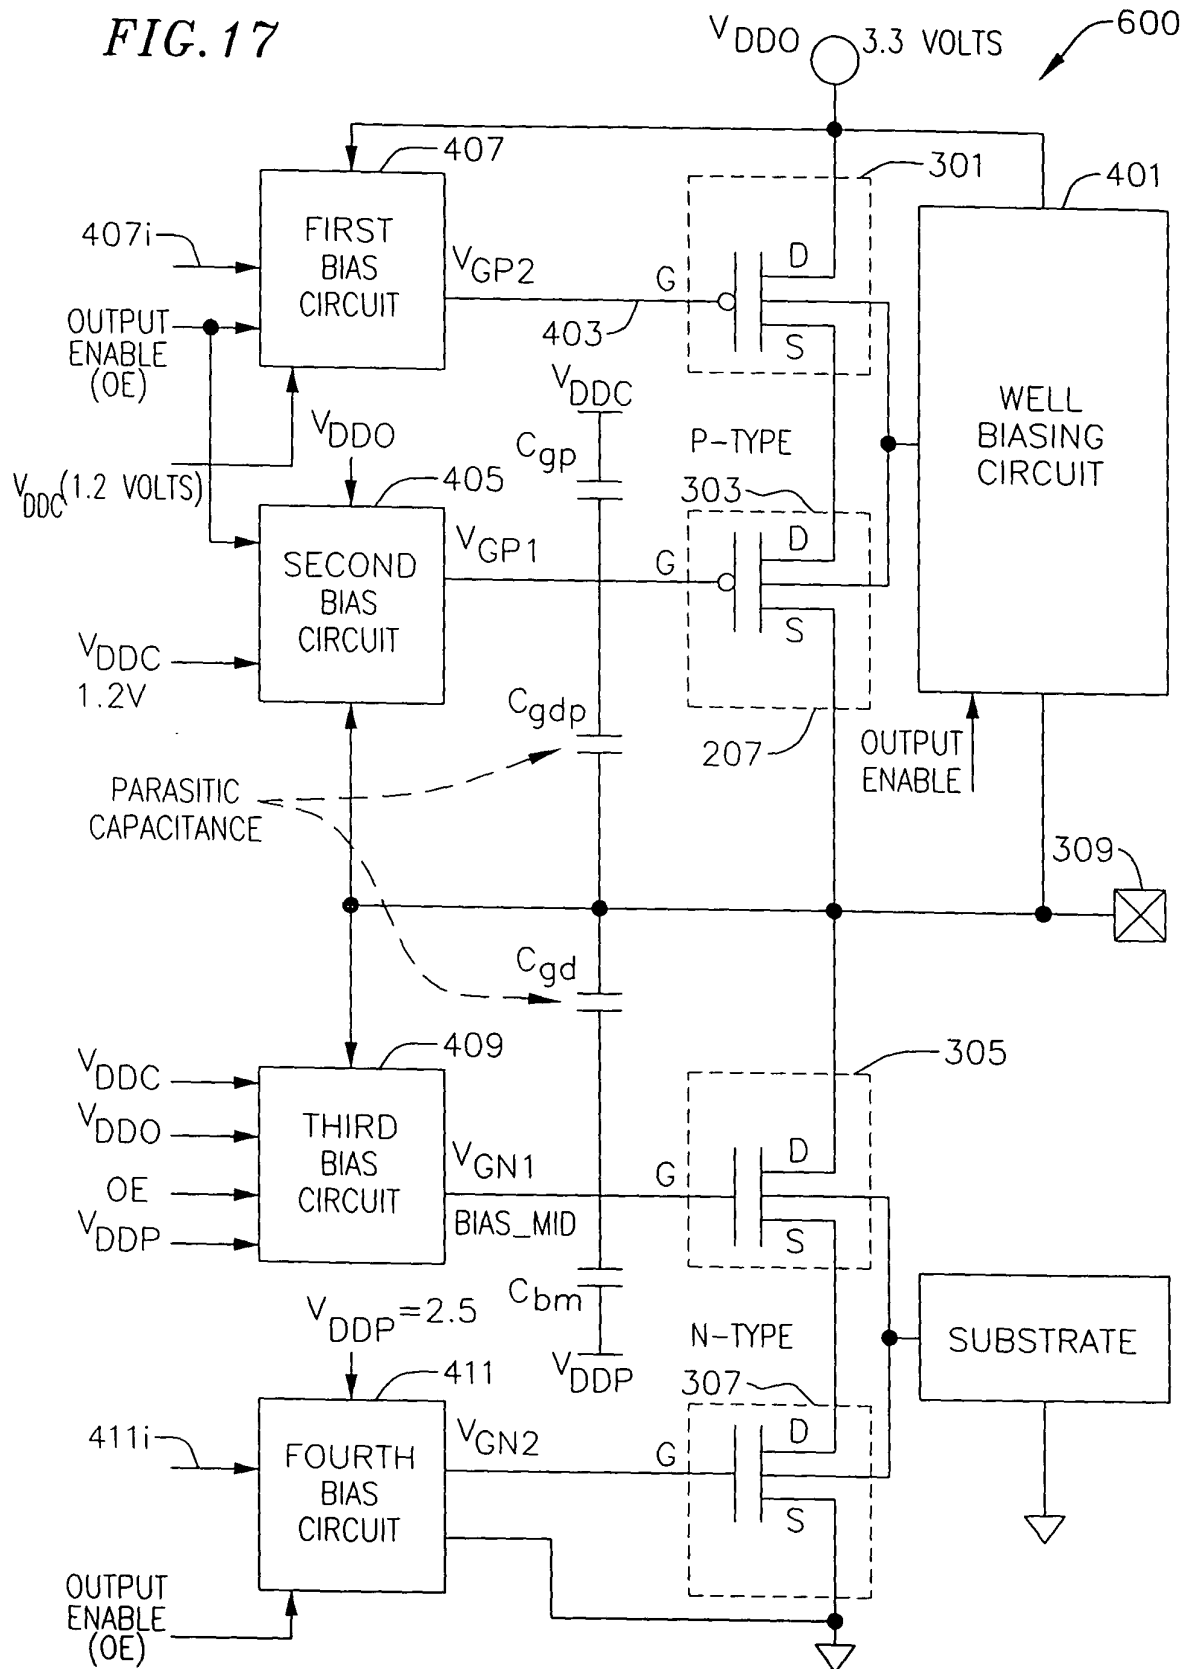 FIG.17
VDDO 3.3 VOLTS
600
407
301
401
407i
FIRST
BIAS
CIRCUIT
VGP2
G
D
S
403
OUTPUT
ENABLE
(OE)
VDDC (1.2 VOLTS)
VDDO
VDDC
Cgp
P-TYPE
WELL
BIASING
CIRCUIT
405
303
SECOND
BIAS
CIRCUIT
VGP1
G
D
S
VDDC
1.2V
Cgdp
207
OUTPUT
ENABLE
PARASITIC
CAPACITANCE
309
Cgd
409
305
VDDC
VDDO
OE
VDDP
THIRD
BIAS
CIRCUIT
VGN1
BIAS_MID
G
D
S
Cbm
VDDP=2.5
VDDP
N-TYPE
SUBSTRATE
411
307
411i
FOURTH
BIAS
CIRCUIT
VGN2
G
D
S
OUTPUT
ENABLE
(OE)